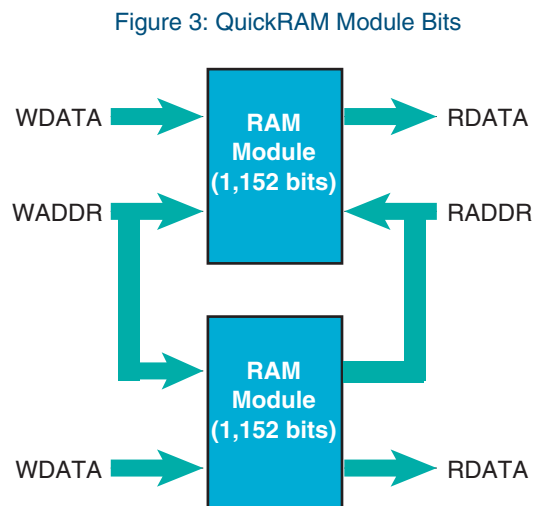 Figure 3: QuickRAM Module Bits
WDATA
RAM
Module
(1,152 bits)
RDATA
WADDR
RADDR
RAM
Module
(1,152 bits)
WDATA
RDATA